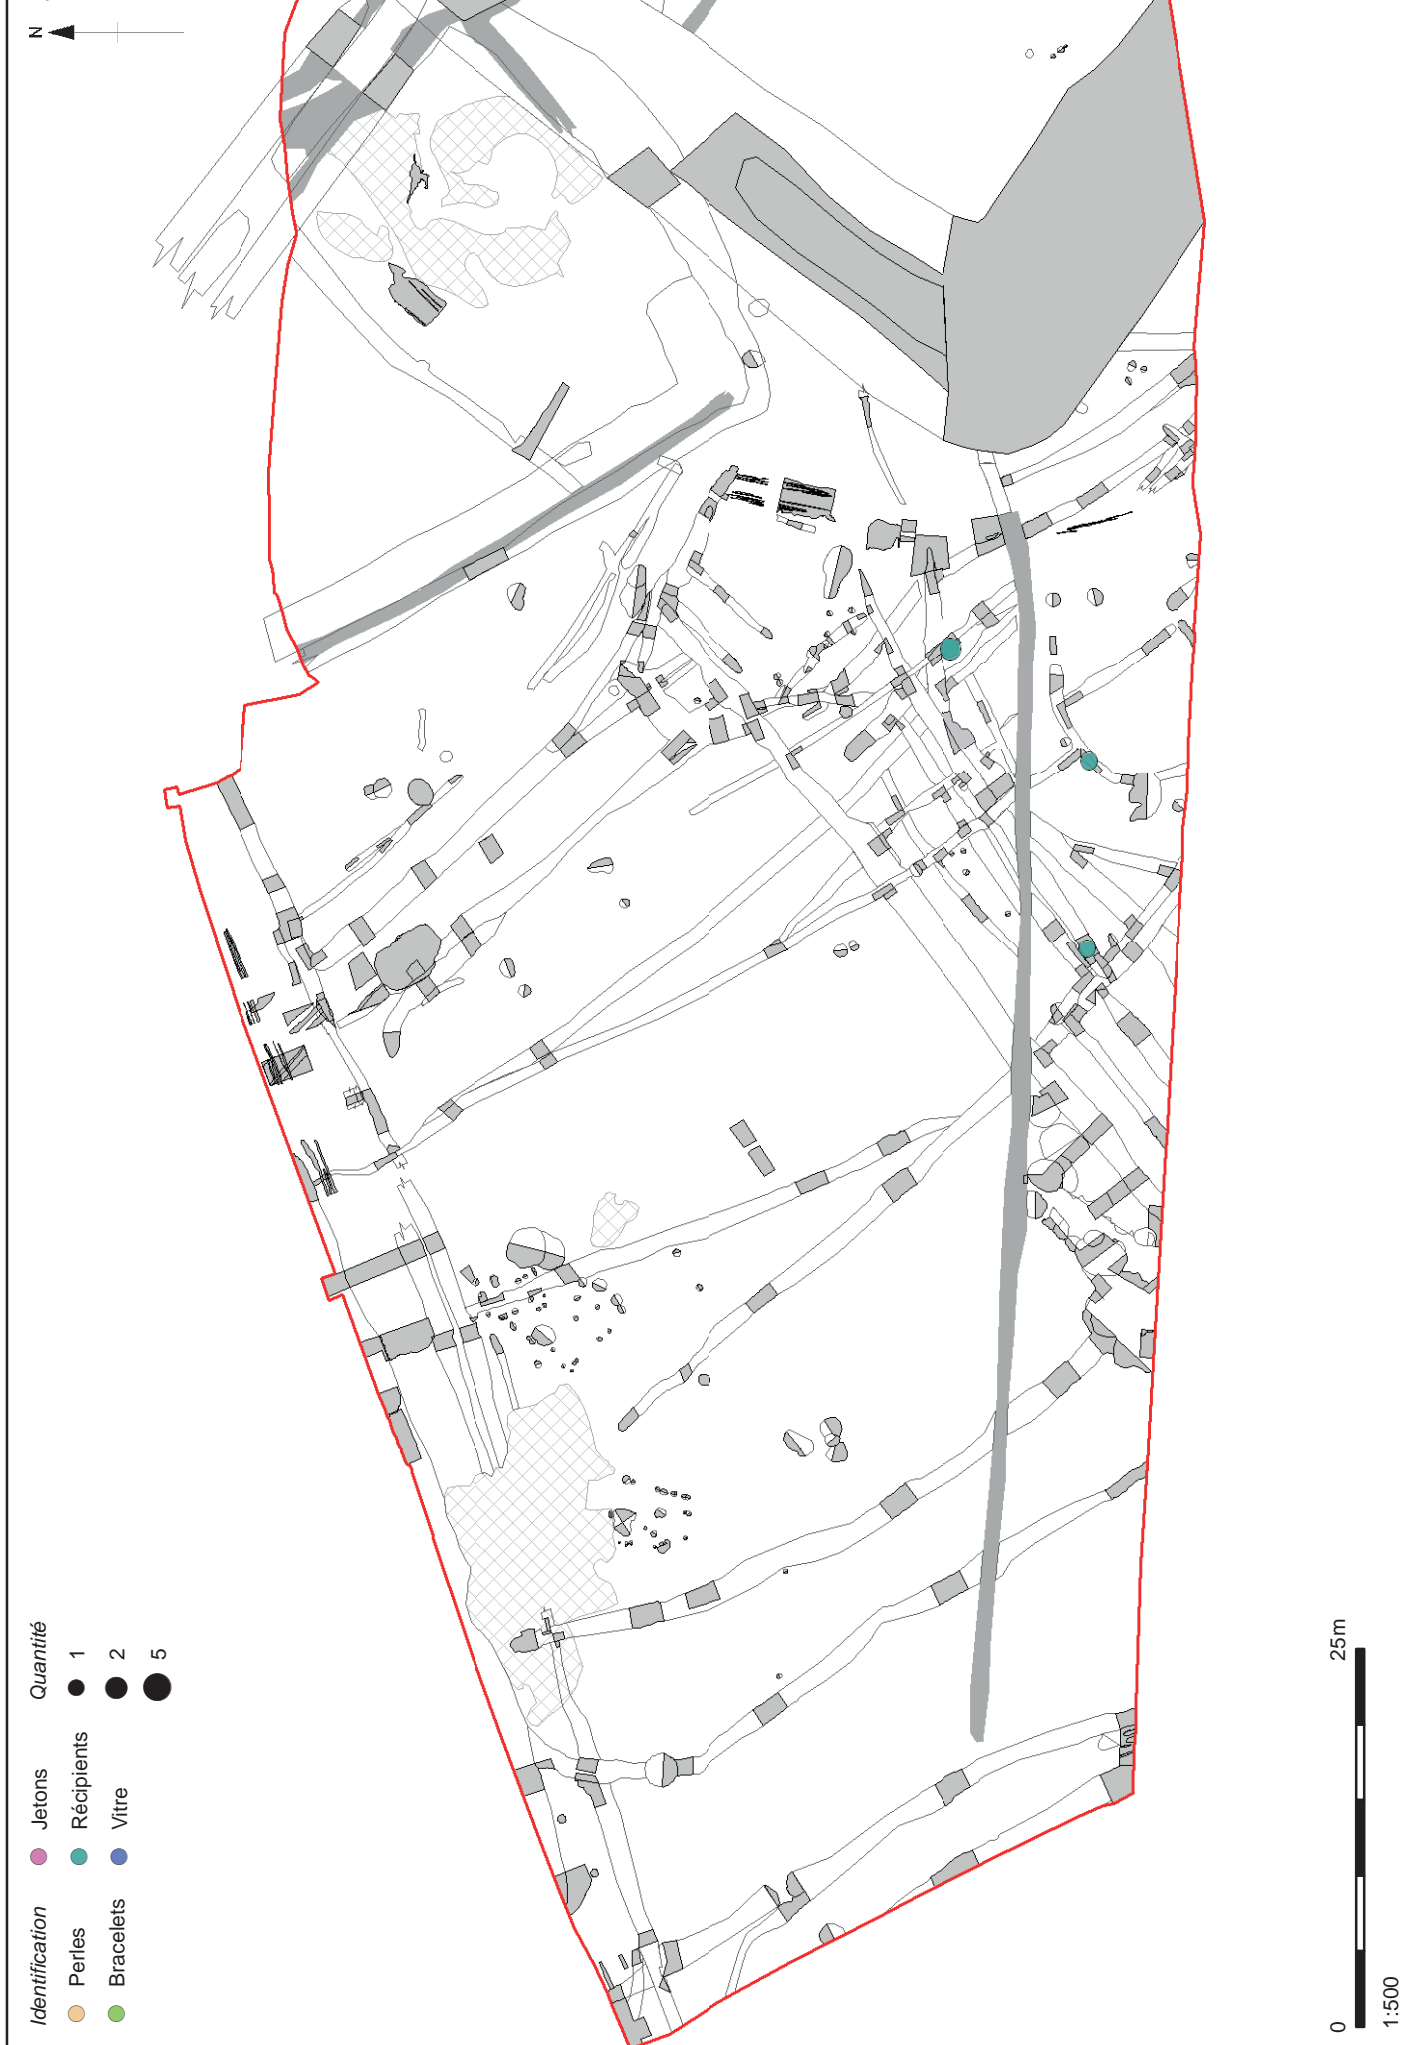 N
Identification
Perles
Bracelets
Jetons
Récipients
Vitre
Quantité
1
2
5
0
25m
1:500